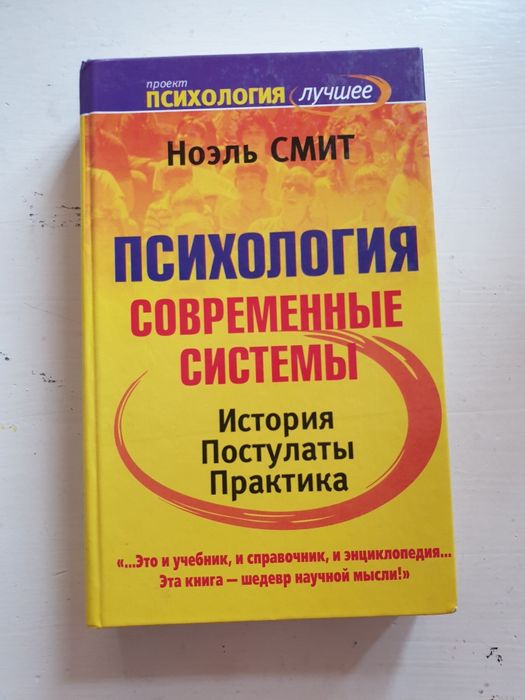 проект
ПСИХОЛОГИЯ лучшее
Ноэль СМИТ
ПСИХОЛОГИЯ
СОВРЕМЕННЫЕ
СИСТЕМЫ
История
Постулаты
Практика
«...Это и учебник, и справочник, и энциклопедия...
Эта книга — шедевр научной мысли!»